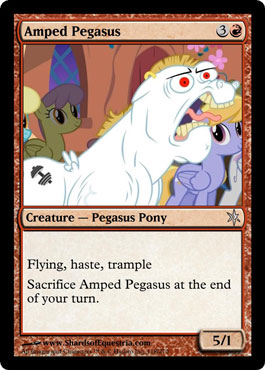 Amped Pegasus 3
Creature — Pegasus Pony
Flying, haste, trample
Sacrifice Amped Pegasus at the end
of your turn.
www.ShardsofEquestria.com
5/1